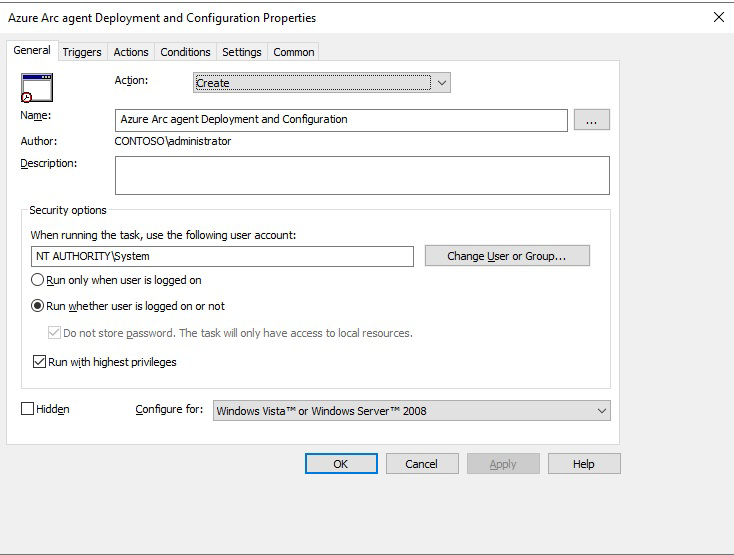 Azure Arc agent Deployment and Configuration Properties
General Triggers Actions Conditions Settings Common
Action: Create
Name: Azure Arc agent Deployment and Configuration ...
Author: CONTOSO\administrator
Description:
Security options
When running the task, use the following user account:
NT AUTHORITY\System Change User or Group...
Run only when user is logged on
Run whether user is logged on or not
Do not store password. The task will only have access to local resources.
Run with highest privileges
Hidden Configure for: Windows Vista™ or Windows Server™ 2008
OK Cancel Apply Help